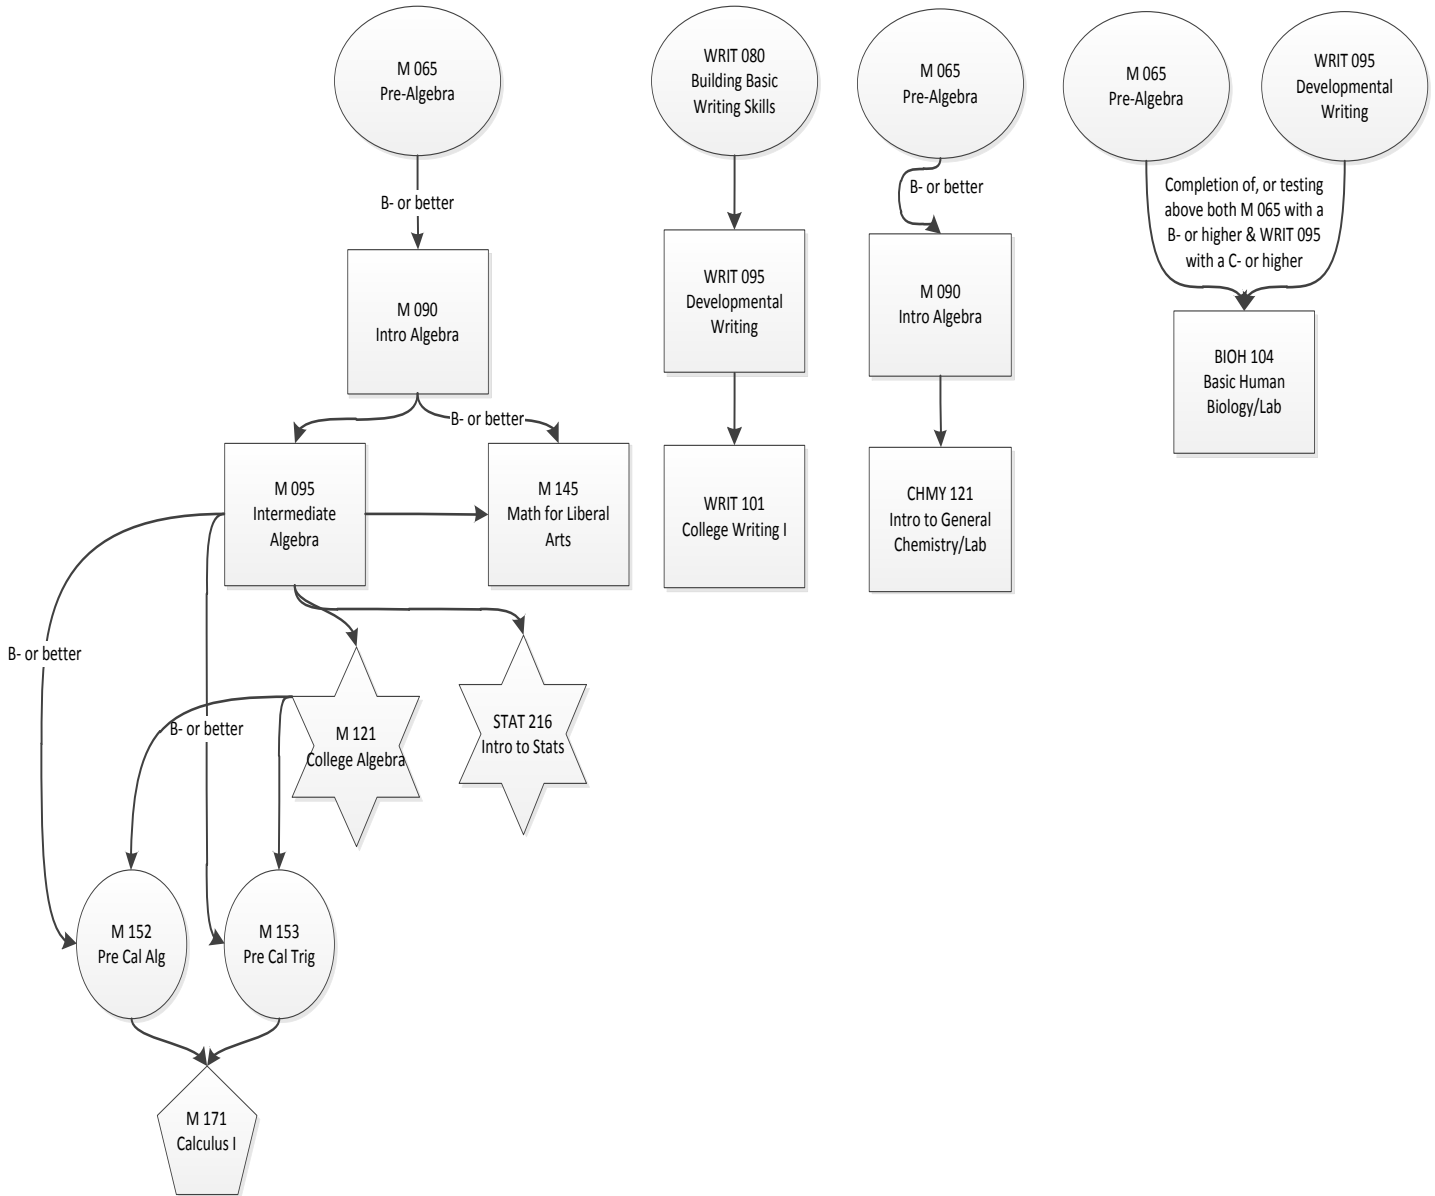 M 065
Pre-Algebra
B- or better
M 090
Intro Algebra
B- or better
M 095
Intermediate
Algebra
M 145
Math for Liberal
Arts
B- or better
B- or better
M 121
College Algebra
STAT 216
Intro to Stats
M 152
Pre Cal Alg
M 153
Pre Cal Trig
M 171
Calculus I
WRIT 080
Building Basic
Writing Skills
WRIT 095
Developmental
Writing
WRIT 101
College Writing I
M 065
Pre-Algebra
B- or better
M 090
Intro Algebra
CHMY 121
Intro to General
Chemistry/Lab
M 065
Pre-Algebra
WRIT 095
Developmental
Writing
Completion of, or testing
above both M 065 with a
B- or higher & WRIT 095
with a C- or higher
BIOH 104
Basic Human
Biology/Lab